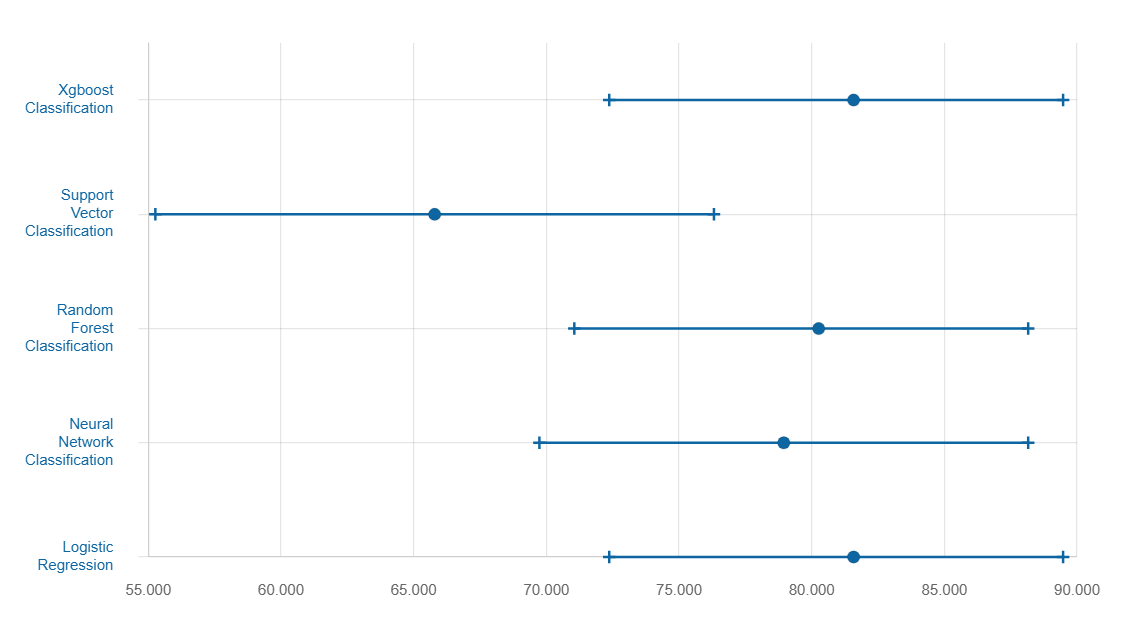 Xgboost
Classification
Support
Vector
Classification
Random
Forest
Classification
Neural
Network
Classification
Logistic
Regression
55.000 60.000 65.000 70.000 75.000 80.000 85.000 90.000